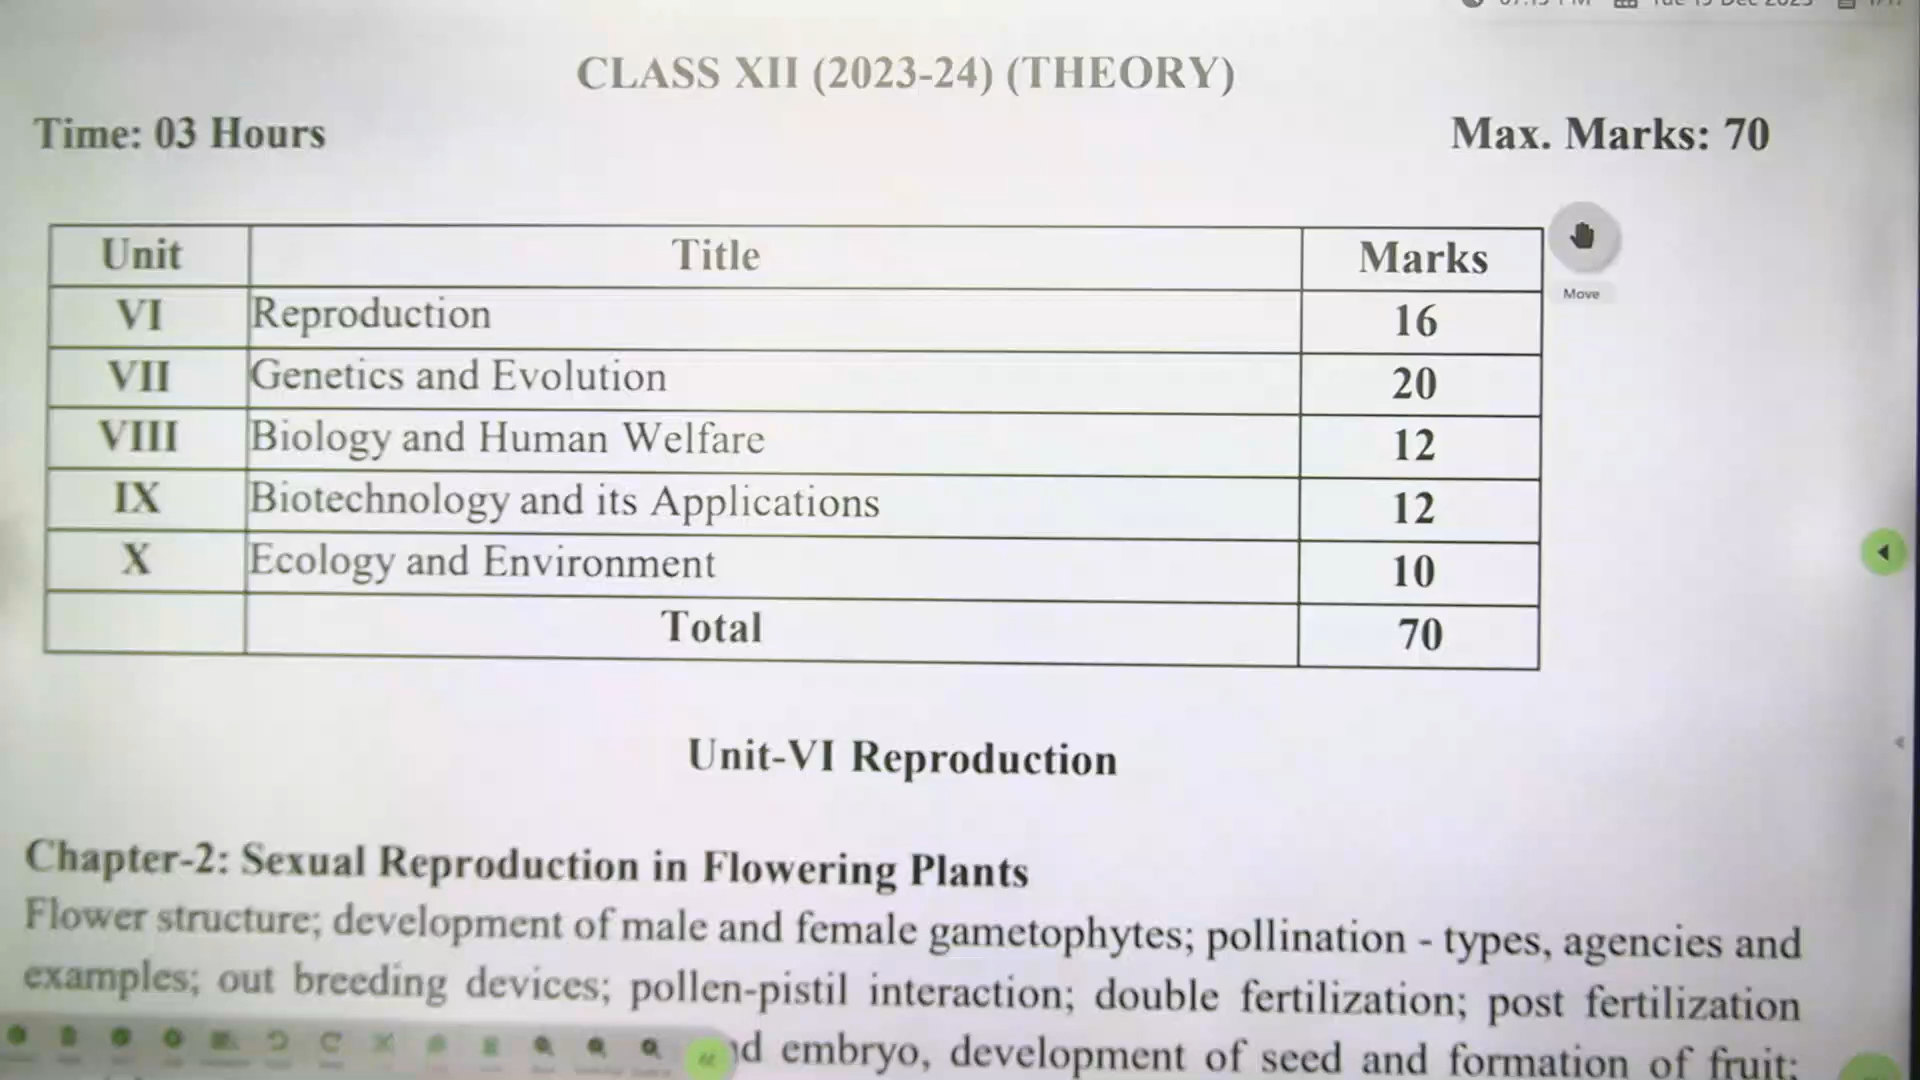 CLASS XII (2023-24) (THEORY)
Time: 03 Hours Max. Marks: 70
Unit Title Marks
VI Reproduction 16
VII Genetics and Evolution 20
VIII Biology and Human Welfare 12
IX Biotechnology and its Applications 12
X Ecology and Environment 10
Total 70
Move
Unit-VI Reproduction
Chapter-2: Sexual Reproduction in Flowering Plants
Flower structure; development of male and female gametophytes; pollination - types, agencies and
examples; out breeding devices; pollen-pistil interaction; double fertilization; post fertilization
embryo, development of seed and formation of fruit;